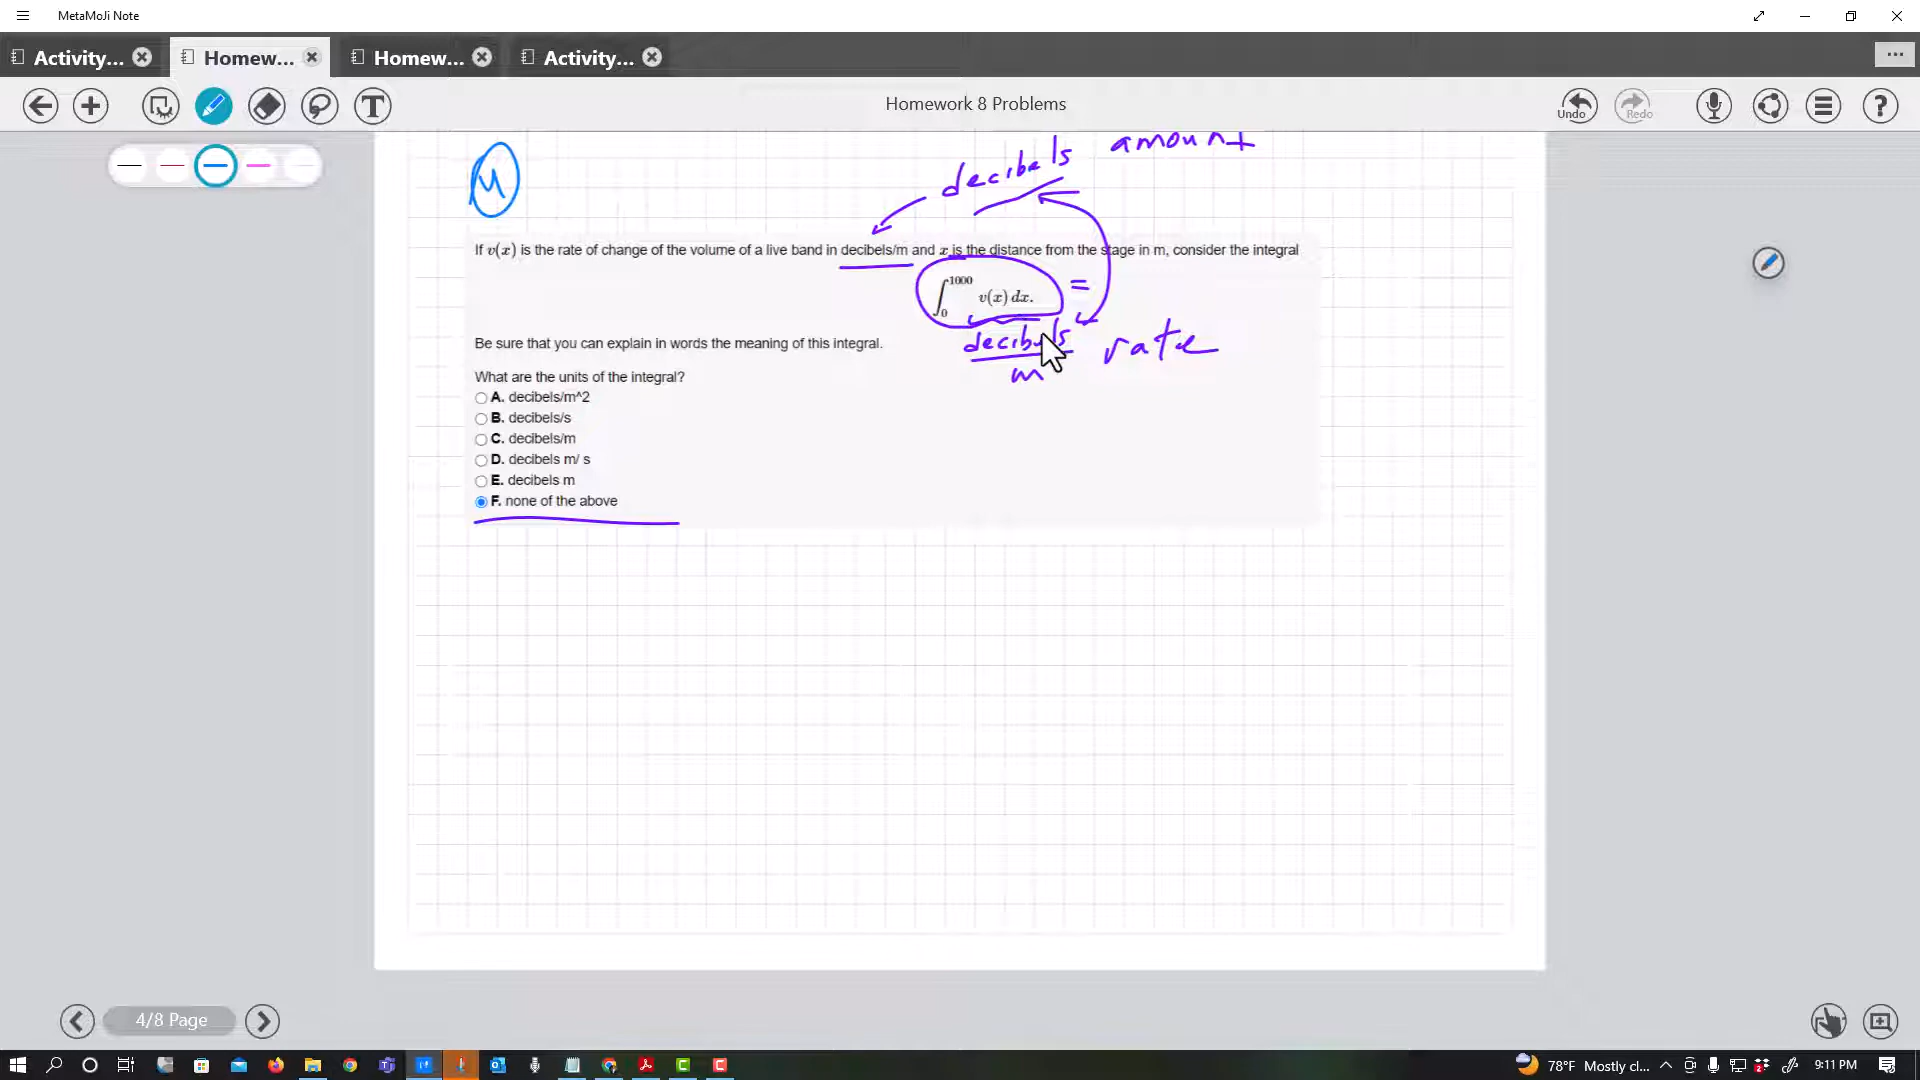 MetaMoJi Note
Activity...
Homew...
Homew...
Activity...
Homework 8 Problems
Undo
Redo
amount
decibels
If v(x) is the rate of change of the volume of a live band in decibels/m and x is the distance from the stage in m, consider the integral
∫₀¹⁰⁰⁰ v(x) dx. =
decibels
m
rate
Be sure that you can explain in words the meaning of this integral.
What are the units of the integral?
A. decibels/m^2
B. decibels/s
C. decibels/m
D. decibels m/ s
E. decibels m
F. none of the above
4/8 Page
78°F Mostly cl...
9:11 PM